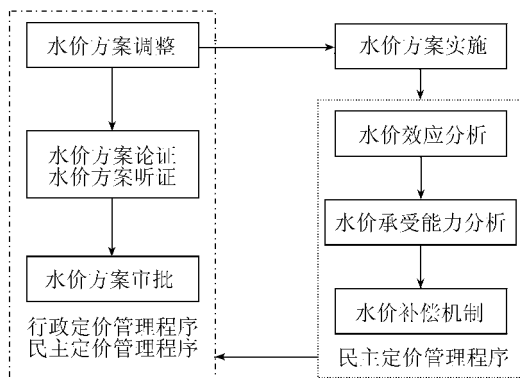 水价方案调整
水价方案论证
水价方案听证
水价方案审批
行政定价管理程序
民主定价管理程序
水价方案实施
水价效应分析
水价承受能力分析
水价补偿机制
民主定价管理程序